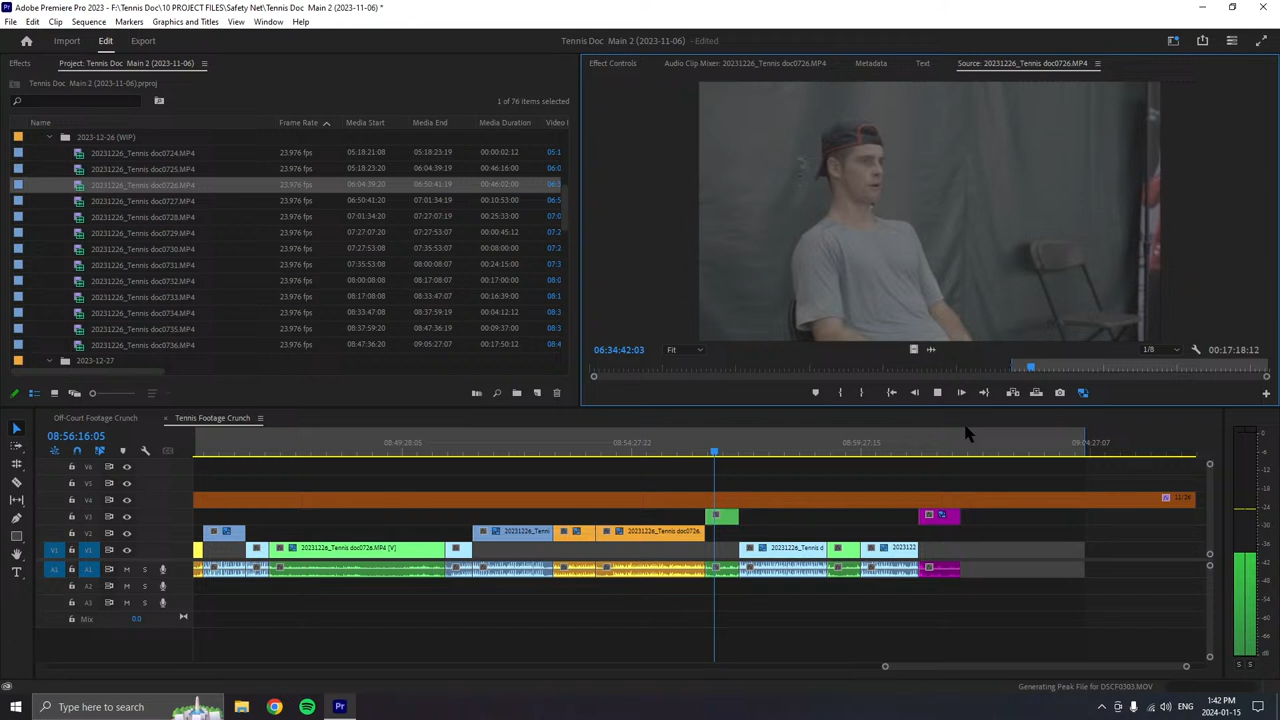 Adobe Premiere Pro 2023 - F:\Tennis Doc\10 PROJECT FILES\Safety Net\Tennis Doc  Main 2 (2023-11-06) *
File Edit Clip Sequence Markers Graphics and Titles View Window Help
Import Edit Export Tennis Doc  Main 2 (2023-11-06) - Edited
Effects Project: Tennis Doc  Main 2 (2023-11-06) Effect Controls Audio Clip Mixer: 20231226_Tennis doc0726.MP4 Metadata Text Source: 20231226_Tennis doc0726.MP4
Tennis Doc  Main 2 (2023-11-06).prproj
1 of 76 items selected
Name Frame Rate Media Start Media End Media Duration Video I
2023-12-26 (WIP)
20231226_Tennis doc0724.MP4 23.976 fps 05:18:21:08 05:18:23:19 00:00:02:12 05:1
20231226_Tennis doc0725.MP4 23.976 fps 05:18:23:20 06:04:39:19 00:46:16:00 06:0
20231226_Tennis doc0726.MP4 23.976 fps 06:04:39:20 06:50:41:19 00:46:02:00 06:3
20231226_Tennis doc0727.MP4 23.976 fps 06:50:41:20 07:01:34:19 00:10:53:00 06:5
20231226_Tennis doc0728.MP4 23.976 fps 07:01:34:20 07:27:07:19 00:25:33:00 07:0
20231226_Tennis doc0729.MP4 23.976 fps 07:27:07:20 07:27:53:07 00:00:45:12 07:2
20231226_Tennis doc0730.MP4 23.976 fps 07:27:53:08 07:35:53:07 00:08:00:00 07:2
20231226_Tennis doc0731.MP4 23.976 fps 07:35:53:08 08:00:08:07 00:24:15:00 07:3
20231226_Tennis doc0732.MP4 23.976 fps 08:00:08:08 08:17:08:07 00:17:00:00 08:0
20231226_Tennis doc0733.MP4 23.976 fps 08:17:08:08 08:33:47:07 00:16:39:00 08:1
20231226_Tennis doc0734.MP4 23.976 fps 08:33:47:08 08:37:59:19 00:04:12:12 08:3
20231226_Tennis doc0735.MP4 23.976 fps 08:37:59:20 08:47:36:19 00:09:37:00 08:3
20231226_Tennis doc0736.MP4 23.976 fps 08:47:36:20 09:05:27:07 00:17:50:12 08:4
2023-12-27
06:34:42:03 Fit 1/8 00:17:18:12
Off-Court Footage Crunch × Tennis Footage Crunch
08:56:16:05 08:49:28:05 08:54:27:22 08:59:27:15 09:04:27:07
V6
V5
V4 11/26
V3
V2 20231226_Tenni 20231226_Tennis doc0726.
V1 V1 20231226_Tennis doc0726.MP4 [V] 20231226_Tennis d 202312
A1 A1 M S
A2 M S
A3 M S
Mix 0.0
0
-6
-12
-18
-24
-30
-36
-42
-48
-54
dB
S S
Generating Peak File for DSCF0303.MOV
Type here to search
ENG
1:42 PM
2024-01-15